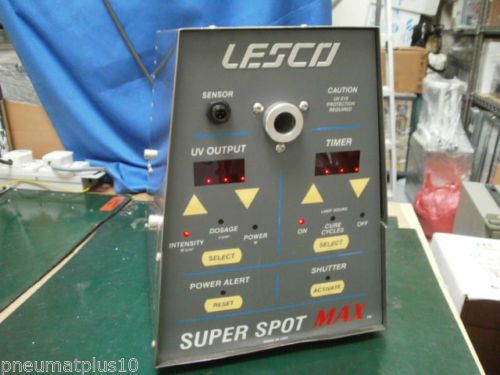 LESCO
SENSOR
CAUTION
UV EYE
PROTECTION
REQUIRED
UV OUTPUT
TIMER
LAMP HOURS
DOSAGE
POWER
W
INTENSITY
ON
CURE
CYCLES
OFF
SELECT
SELECT
POWER ALERT
SHUTTER
RESET
ACTIVATE
SUPER SPOT MAX
pneumatplus10